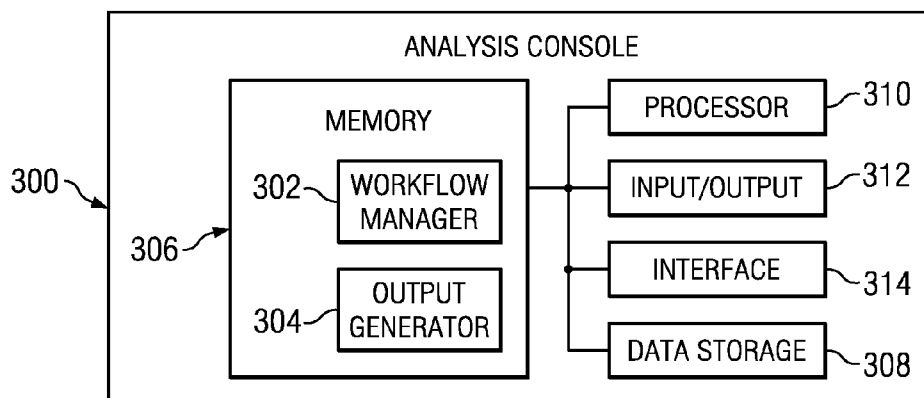 ANALYSIS CONSOLE
300
306
MEMORY
302
WORKFLOW
MANAGER
304
OUTPUT
GENERATOR
PROCESSOR
310
INPUT/OUTPUT
312
INTERFACE
314
DATA STORAGE
308